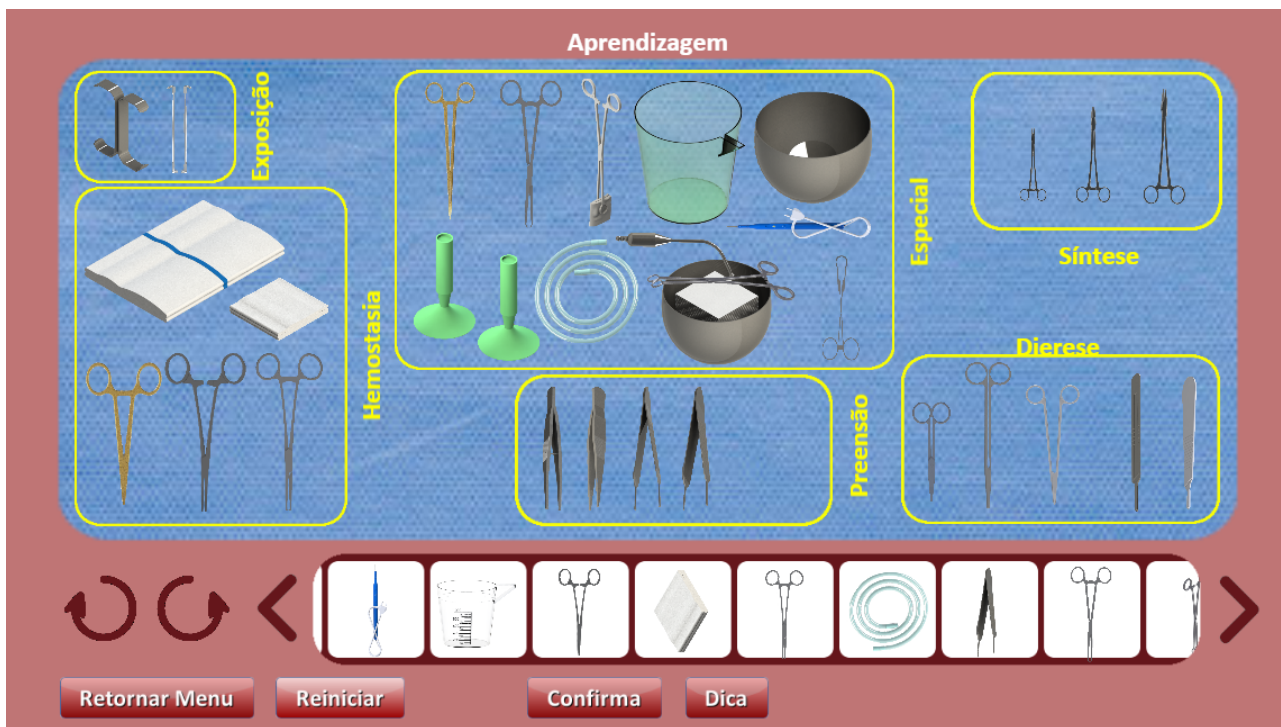 Aprendizagem
Exposição
Especial
Síntese
Hemostasia
Dierese
Preensão
Retornar Menu
Reiniciar
Confirma
Dica